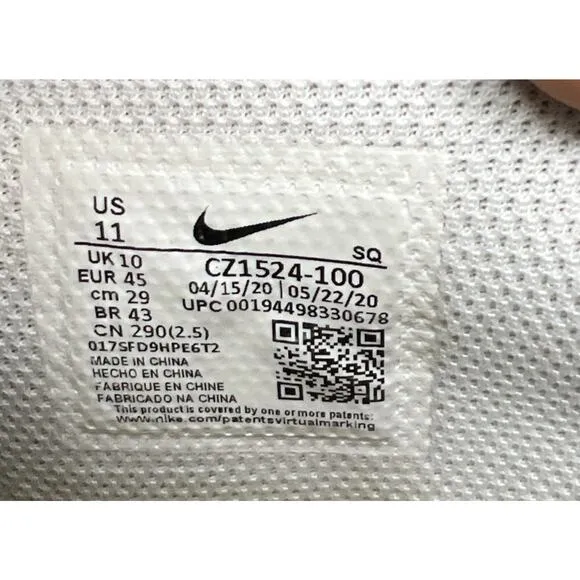 US
11
SQ
UK 10
CZ1524-100
EUR 45
04/15/20 | 05/22/20
cm 29
UPC 00194498330678
BR 43
CN 290(2.5)
017SFD9HPE6T2
MADE IN CHINA
HECHO EN CHINA
FABRIQUE EN CHINE
FABRICADO NA CHINA
This product is covered by one or more patents:
www.nike.com/patentsvirtualmarking